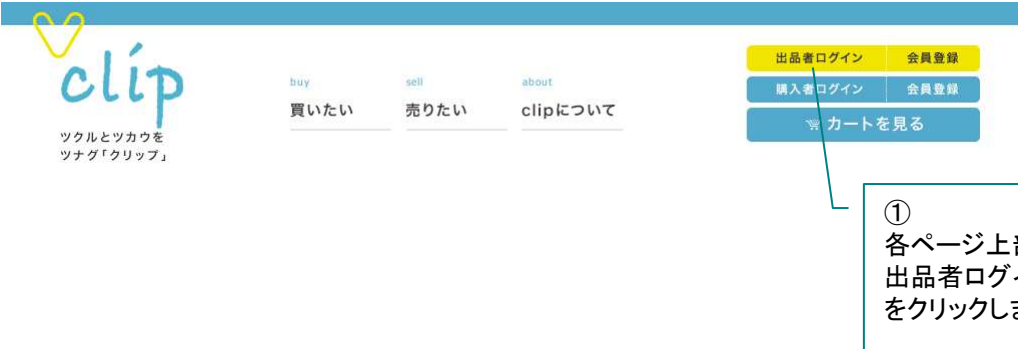 clip
ツクルとツカウを
ツナグ「クリップ」
buy
買いたい
sell
売りたい
about
clipについて
出品者ログイン 会員登録
購入者ログイン 会員登録
カートを見る
①
各ページ上
出品者ログ
をクリックし